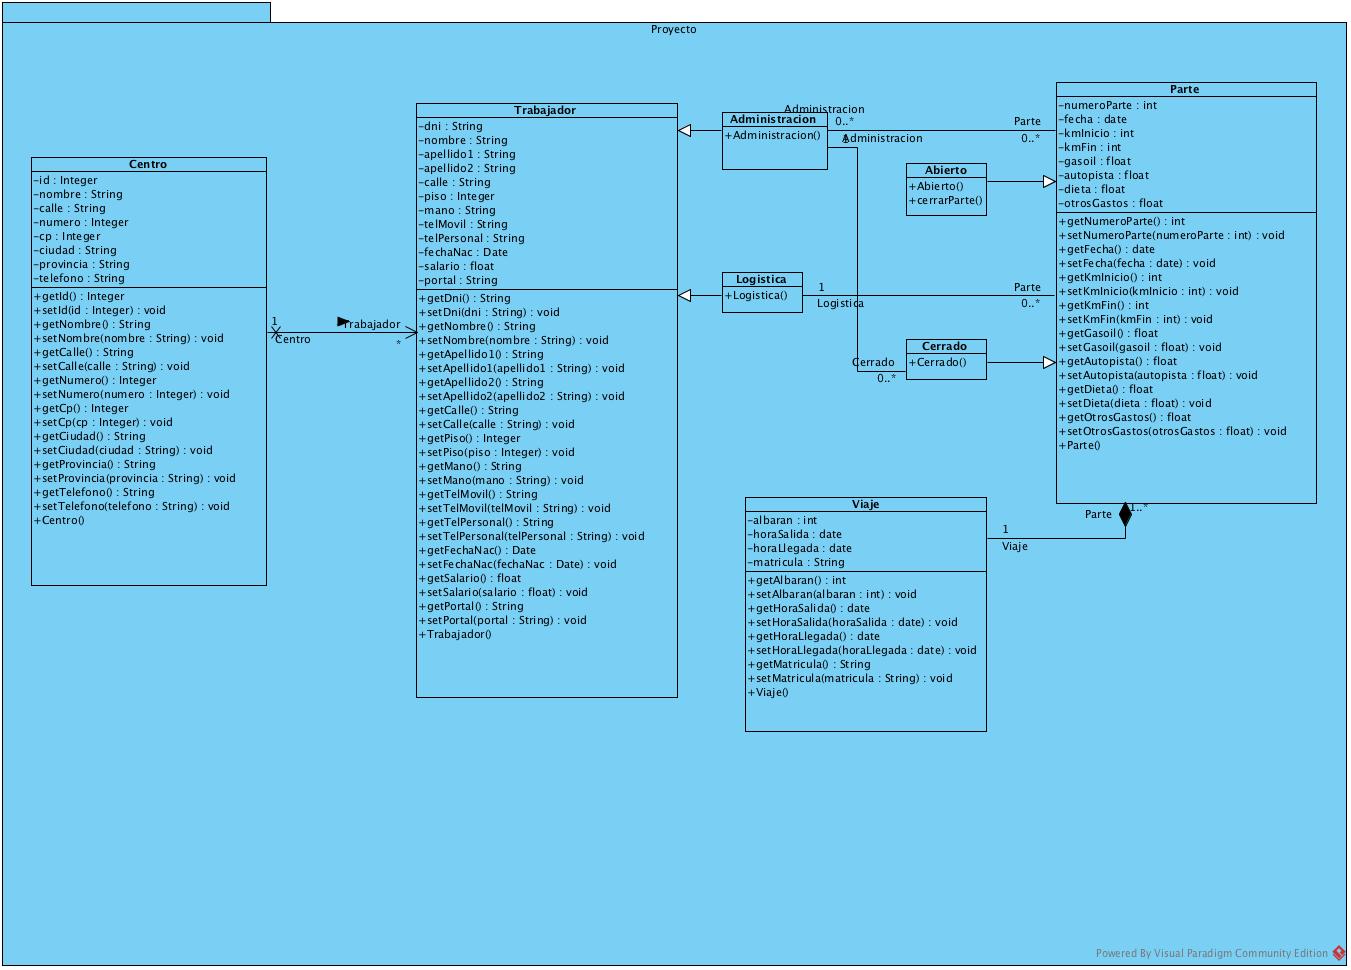 Proyecto
Centro
-id : Integer
-nombre : String
-calle : String
-numero : Integer
-cp : Integer
-ciudad : String
-provincia : String
-telefono : String
+getId() : Integer
+setId(id : Integer) : void
+getNombre() : String
+setNombre(nombre : String) : void
+getCalle() : String
+setCalle(calle : String) : void
+getNumero() : Integer
+setNumero(numero : Integer) : void
+getCp() : Integer
+setCp(cp : Integer) : void
+getCiudad() : String
+setCiudad(ciudad : String) : void
+getProvincia() : String
+setProvincia(provincia : String) : void
+getTelefono() : String
+setTelefono(telefono : String) : void
+Centro()
1
Centro
Trabajador
*
Trabajador
-dni : String
-nombre : String
-apellido1 : String
-apellido2 : String
-calle : String
-piso : Integer
-mano : String
-telMovil : String
-telPersonal : String
-fechaNac : Date
-salario : float
-portal : String
+getDni() : String
+setDni(dni : String) : void
+getNombre() : String
+setNombre(nombre : String) : void
+getApellido1() : String
+setApellido1(apellido1 : String) : void
+getApellido2() : String
+setApellido2(apellido2 : String) : void
+getCalle() : String
+setCalle(calle : String) : void
+getPiso() : Integer
+setPiso(piso : Integer) : void
+getMano() : String
+setMano(mano : String) : void
+getTelMovil() : String
+setTelMovil(telMovil : String) : void
+getTelPersonal() : String
+setTelPersonal(telPersonal : String) : void
+getFechaNac() : Date
+setFechaNac(fechaNac : Date) : void
+getSalario() : float
+setSalario(salario : float) : void
+getPortal() : String
+setPortal(portal : String) : void
+Trabajador()
Administracion
Administracion
+Administracion()
0..*
1
Administracion
Parte
0..*
Abierto
+Abierto()
+cerrarParte()
Logistica
+Logistica()
1
Logistica
Parte
0..*
Cerrado
+Cerrado()
Cerrado
0..*
Parte
-numeroParte : int
-fecha : date
-kmInicio : int
-kmFin : int
-gasoil : float
-autopista : float
-dieta : float
-otrosGastos : float
+getNumeroParte() : int
+setNumeroParte(numeroParte : int) : void
+getFecha() : date
+setFecha(fecha : date) : void
+getKmInicio() : int
+setKmInicio(kmInicio : int) : void
+getKmFin() : int
+setKmFin(kmFin : int) : void
+getGasoil() : float
+setGasoil(gasoil : float) : void
+getAutopista() : float
+setAutopista(autopista : float) : void
+getDieta() : float
+setDieta(dieta : float) : void
+getOtrosGastos() : float
+setOtrosGastos(otrosGastos : float) : void
+Parte()
Parte
1..*
1
Viaje
Viaje
-albaran : int
-horaSalida : date
-horaLlegada : date
-matricula : String
+getAlbaran() : int
+setAlbaran(albaran : int) : void
+getHoraSalida() : date
+setHoraSalida(horaSalida : date) : void
+getHoraLlegada() : date
+setHoraLlegada(horaLlegada : date) : void
+getMatricula() : String
+setMatricula(matricula : String) : void
+Viaje()
Powered By Visual Paradigm Community Edition